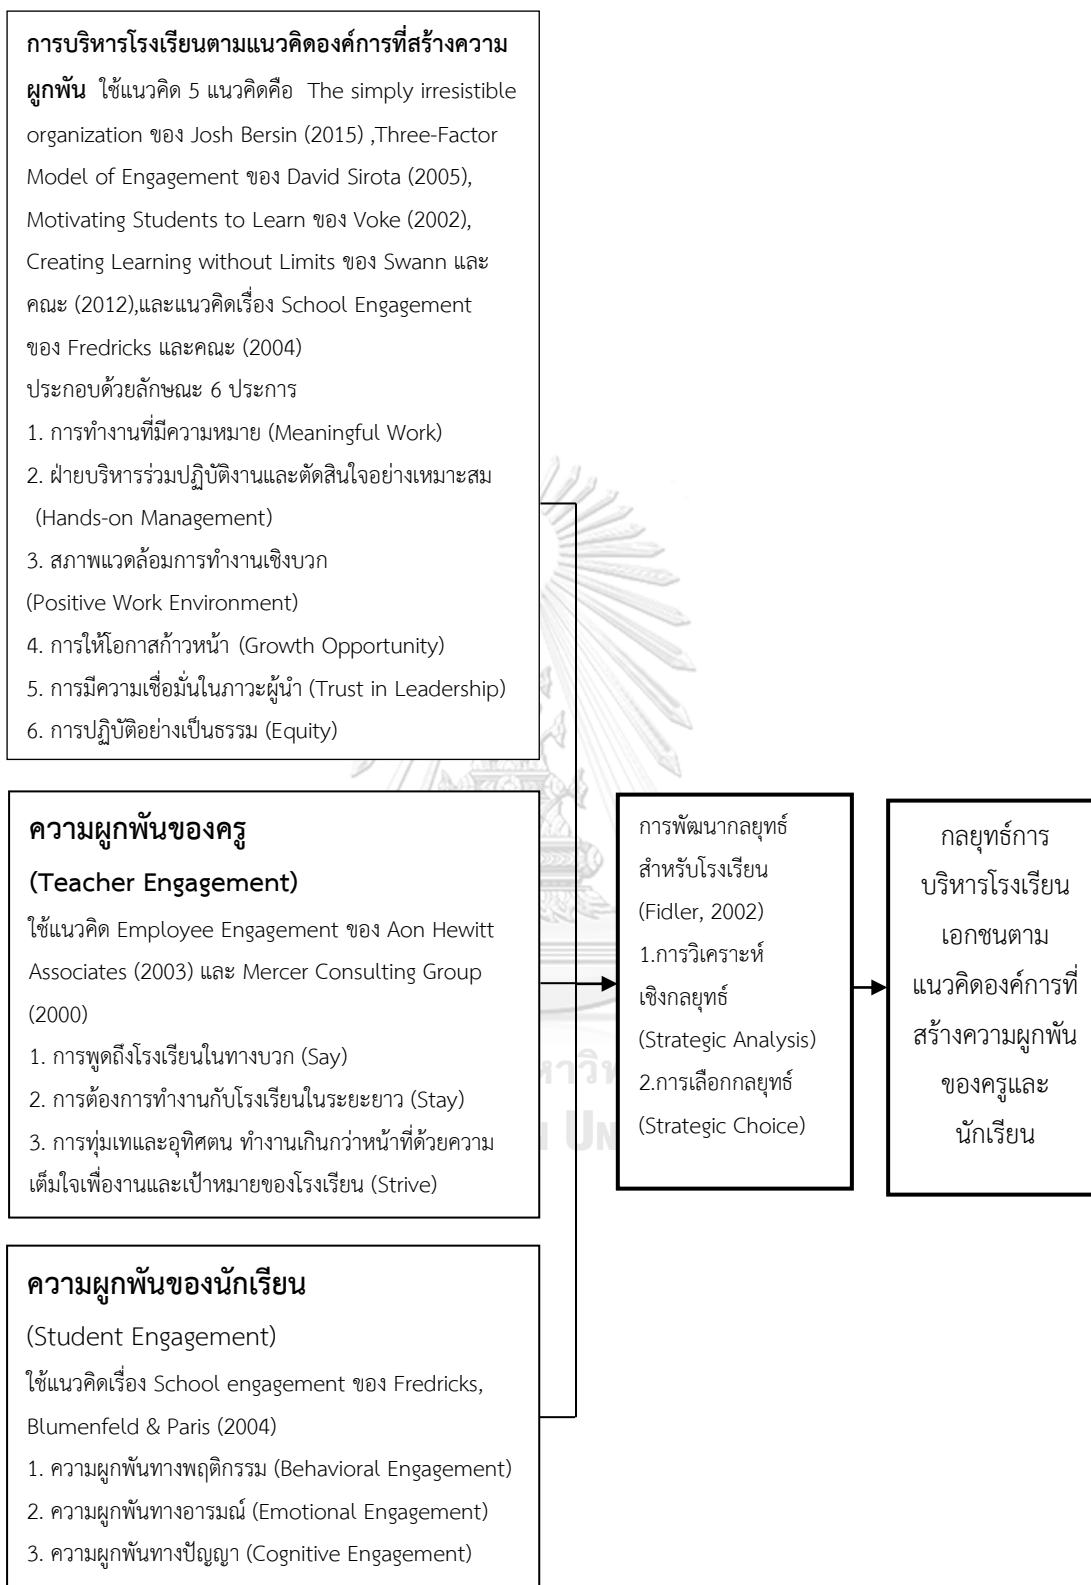 การบริหารโรงเรียนตามแนวคิดองค์การที่สร้างความ
ผูกพัน ใช้แนวคิด 5 แนวคิดคือ The simply irresistible
organization ของ Josh Bersin (2015) ,Three-Factor
Model of Engagement ของ David Sirota (2005),
Motivating Students to Learn ของ Voke (2002),
Creating Learning without Limits ของ Swann และ
คณะ (2012),และแนวคิดเรื่อง School Engagement
ของ Fredricks และคณะ (2004)
ประกอบด้วยลักษณะ 6 ประการ
1. การทำงานที่มีความหมาย (Meaningful Work)
2. ฝ่ายบริหารร่วมปฏิบัติงานและตัดสินใจอย่างเหมาะสม
(Hands-on Management)
3. สภาพแวดล้อมการทำงานเชิงบวก
(Positive Work Environment)
4. การให้โอกาสก้าวหน้า (Growth Opportunity)
5. การมีความเชื่อมั่นในภาวะผู้นำ (Trust in Leadership)
6. การปฏิบัติอย่างเป็นธรรม (Equity)
ความผูกพันของครู
(Teacher Engagement)
ใช้แนวคิด Employee Engagement ของ Aon Hewitt
Associates (2003) และ Mercer Consulting Group
(2000)
1. การพูดถึงโรงเรียนในทางบวก (Say)
2. การต้องการทำงานกับโรงเรียนในระยะยาว (Stay)
3. การทุ่มเทและอุทิศตน ทำงานเกินกว่าหน้าที่ด้วยความ
เต็มใจเพื่องานและเป้าหมายของโรงเรียน (Strive)
ความผูกพันของนักเรียน
(Student Engagement)
ใช้แนวคิดเรื่อง School engagement ของ Fredricks,
Blumenfeld & Paris (2004)
1. ความผูกพันทางพฤติกรรม (Behavioral Engagement)
2. ความผูกพันทางอารมณ์ (Emotional Engagement)
3. ความผูกพันทางปัญญา (Cognitive Engagement)
การพัฒนากลยุทธ์
สำหรับโรงเรียน
(Fidler, 2002)
1.การวิเคราะห์
เชิงกลยุทธ์
(Strategic Analysis)
2.การเลือกกลยุทธ์
(Strategic Choice)
กลยุทธ์การ
บริหารโรงเรียน
เอกชนตาม
แนวคิดองค์การที่
สร้างความผูกพัน
ของครูและ
นักเรียน